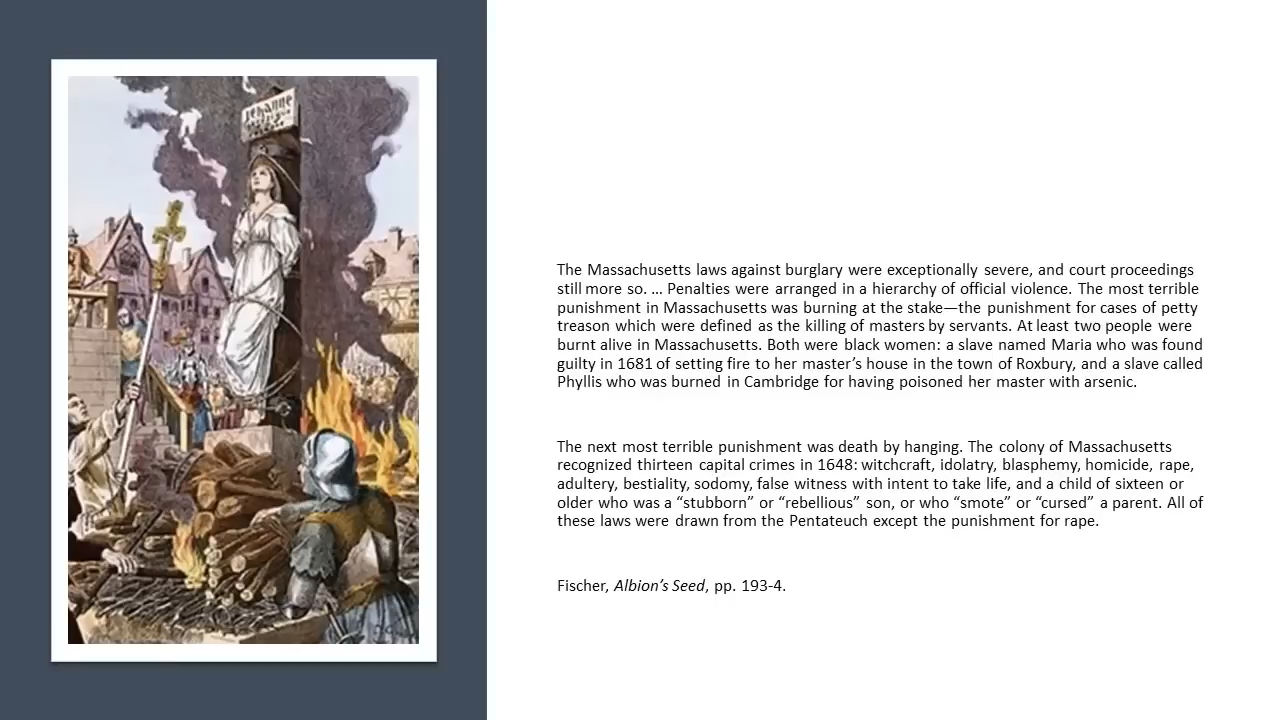 Jehanne
The Massachusetts laws against burglary were exceptionally severe, and court proceedings
still more so. … Penalties were arranged in a hierarchy of official violence. The most terrible
punishment in Massachusetts was burning at the stake—the punishment for cases of petty
treason which were defined as the killing of masters by servants. At least two people were
burnt alive in Massachusetts. Both were black women: a slave named Maria who was found
guilty in 1681 of setting fire to her master’s house in the town of Roxbury, and a slave called
Phyllis who was burned in Cambridge for having poisoned her master with arsenic.
The next most terrible punishment was death by hanging. The colony of Massachusetts
recognized thirteen capital crimes in 1648: witchcraft, idolatry, blasphemy, homicide, rape,
adultery, bestiality, sodomy, false witness with intent to take life, and a child of sixteen or
older who was a “stubborn” or “rebellious” son, or who “smote” or “cursed” a parent. All of
these laws were drawn from the Pentateuch except the punishment for rape.
Fischer, Albion’s Seed, pp. 193-4.